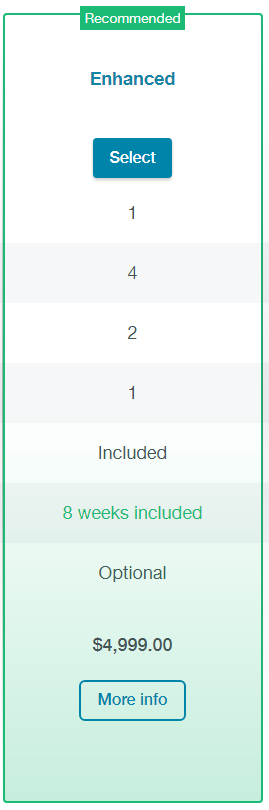 Recommended
Enhanced
Select
1
4
2
1
Included
8 weeks included
Optional
$4,999.00
More info